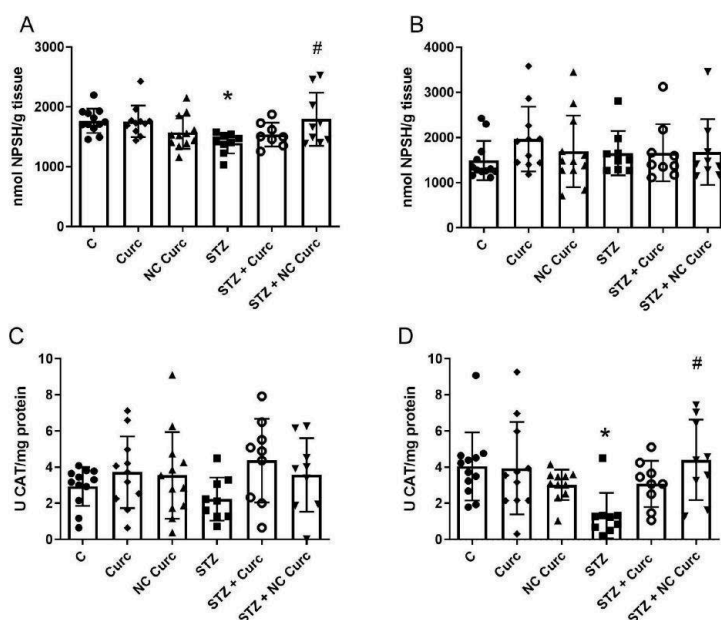 A
#
3000
*
2000
1000
0
nmol NPSH/g tissue
C
Curc
NC Curc
STZ
STZ + Curc
STZ + NC Curc
B
4000
3000
2000
1000
0
nmol NPSH/g tissue
C
Curc
NC Curc
STZ
STZ + Curc
STZ + NC Curc
C
10
8
6
4
2
0
U CAT/mg protein
C
Curc
NC Curc
STZ
STZ + Curc
STZ + NC Curc
D
10
#
8
6
*
4
2
0
U CAT/mg protein
C
Curc
NC Curc
STZ
STZ + Curc
STZ + NC Curc